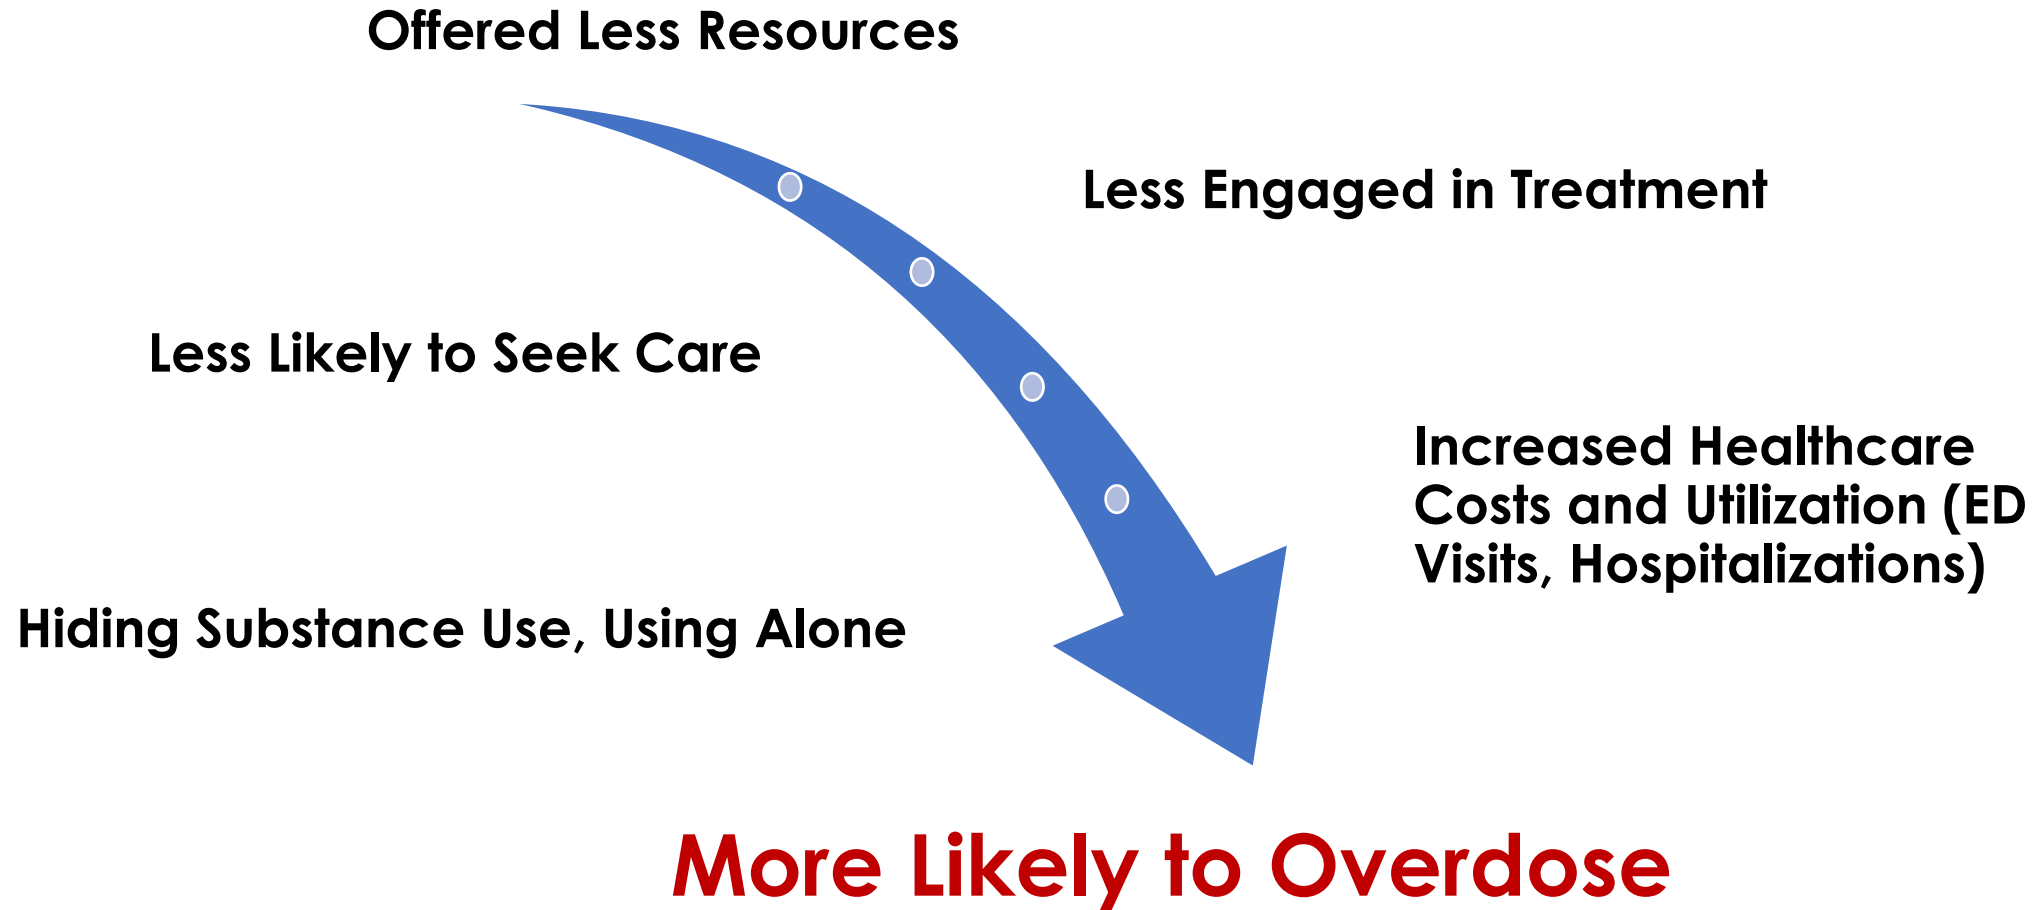 Offered Less Resources
Less Engaged in Treatment
Less Likely to Seek Care
Increased Healthcare
Costs and Utilization (ED
Visits, Hospitalizations)
Hiding Substance Use, Using Alone
More Likely to Overdose